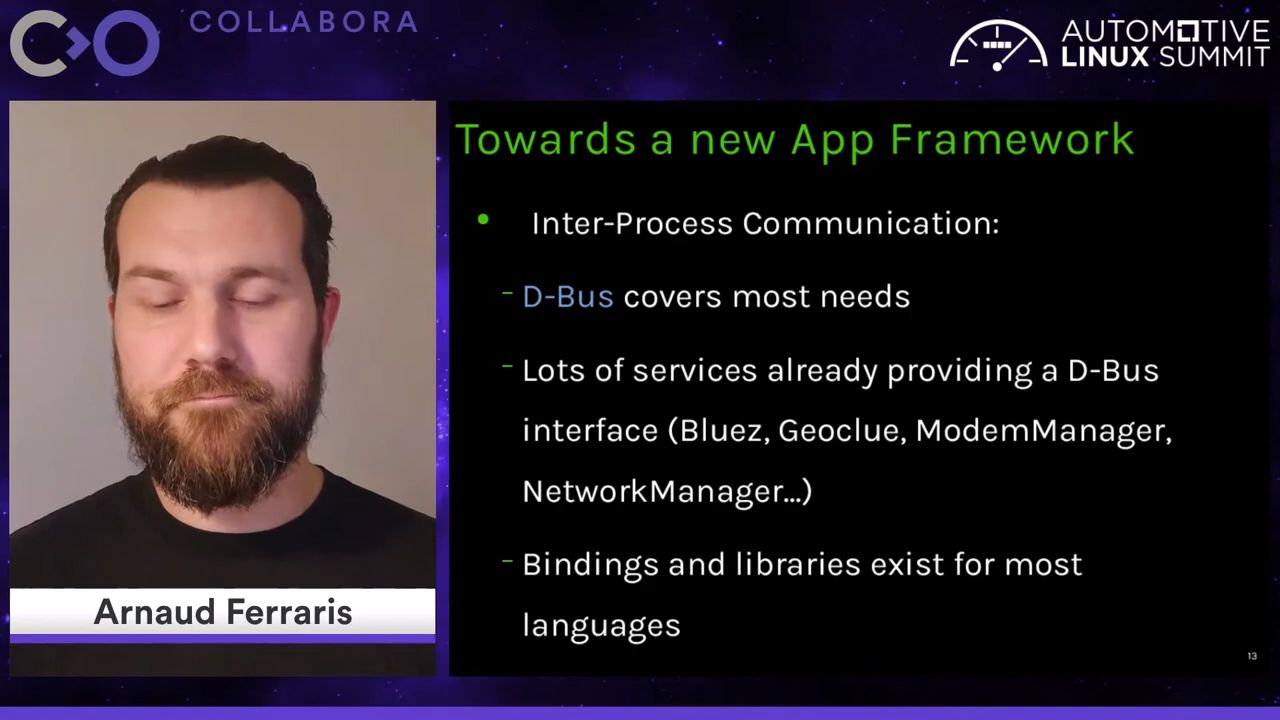 COLLABORA
AUTOMOTIVE
LINUX SUMMIT
Towards a new App Framework
• Inter-Process Communication:
- D-Bus covers most needs
- Lots of services already providing a D-Bus
interface (Bluez, Geoclue, ModemManager,
NetworkManager...)
- Bindings and libraries exist for most
languages
13
Arnaud Ferraris